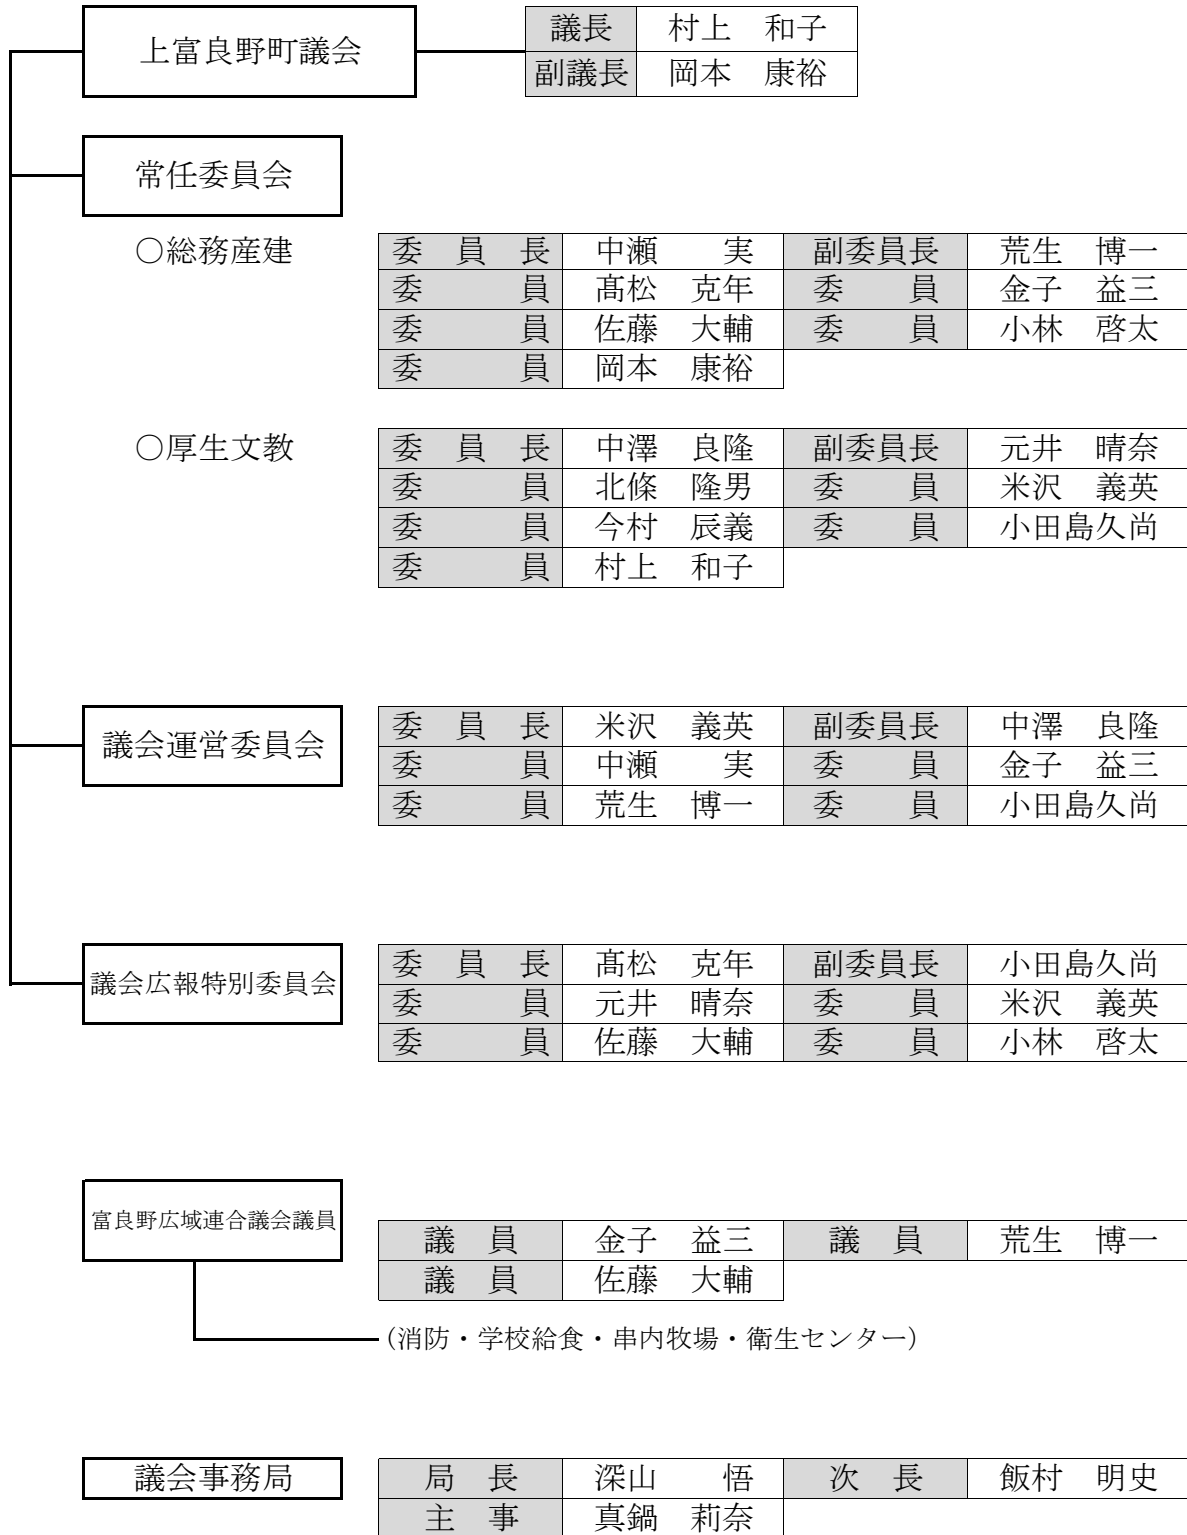 上富良野町議会 議長 村上 和子
副議長 岡本 康裕
常任委員会
○総務産建 委員長 中瀬 実 副委員長 荒生 博一
委員 髙松 克年 委員 金子 益三
委員 佐藤 大輔 委員 小林 啓太
委員 岡本 康裕
○厚生文教 委員長 中澤 良隆 副委員長 元井 晴奈
委員 北條 隆男 委員 米沢 義英
委員 今村 辰義 委員 小田島久尚
委員 村上 和子
議会運営委員会 委員長 米沢 義英 副委員長 中澤 良隆
委員 中瀬 実 委員 金子 益三
委員 荒生 博一 委員 小田島久尚
議会広報特別委員会 委員長 髙松 克年 副委員長 小田島久尚
委員 元井 晴奈 委員 米沢 義英
委員 佐藤 大輔 委員 小林 啓太
富良野広域連合議会議員
議員 金子 益三 議員 荒生 博一
議員 佐藤 大輔
(消防・学校給食・串内牧場・衛生センター)
議会事務局 局長 深山 悟 次長 飯村 明史
主事 真鍋 莉奈